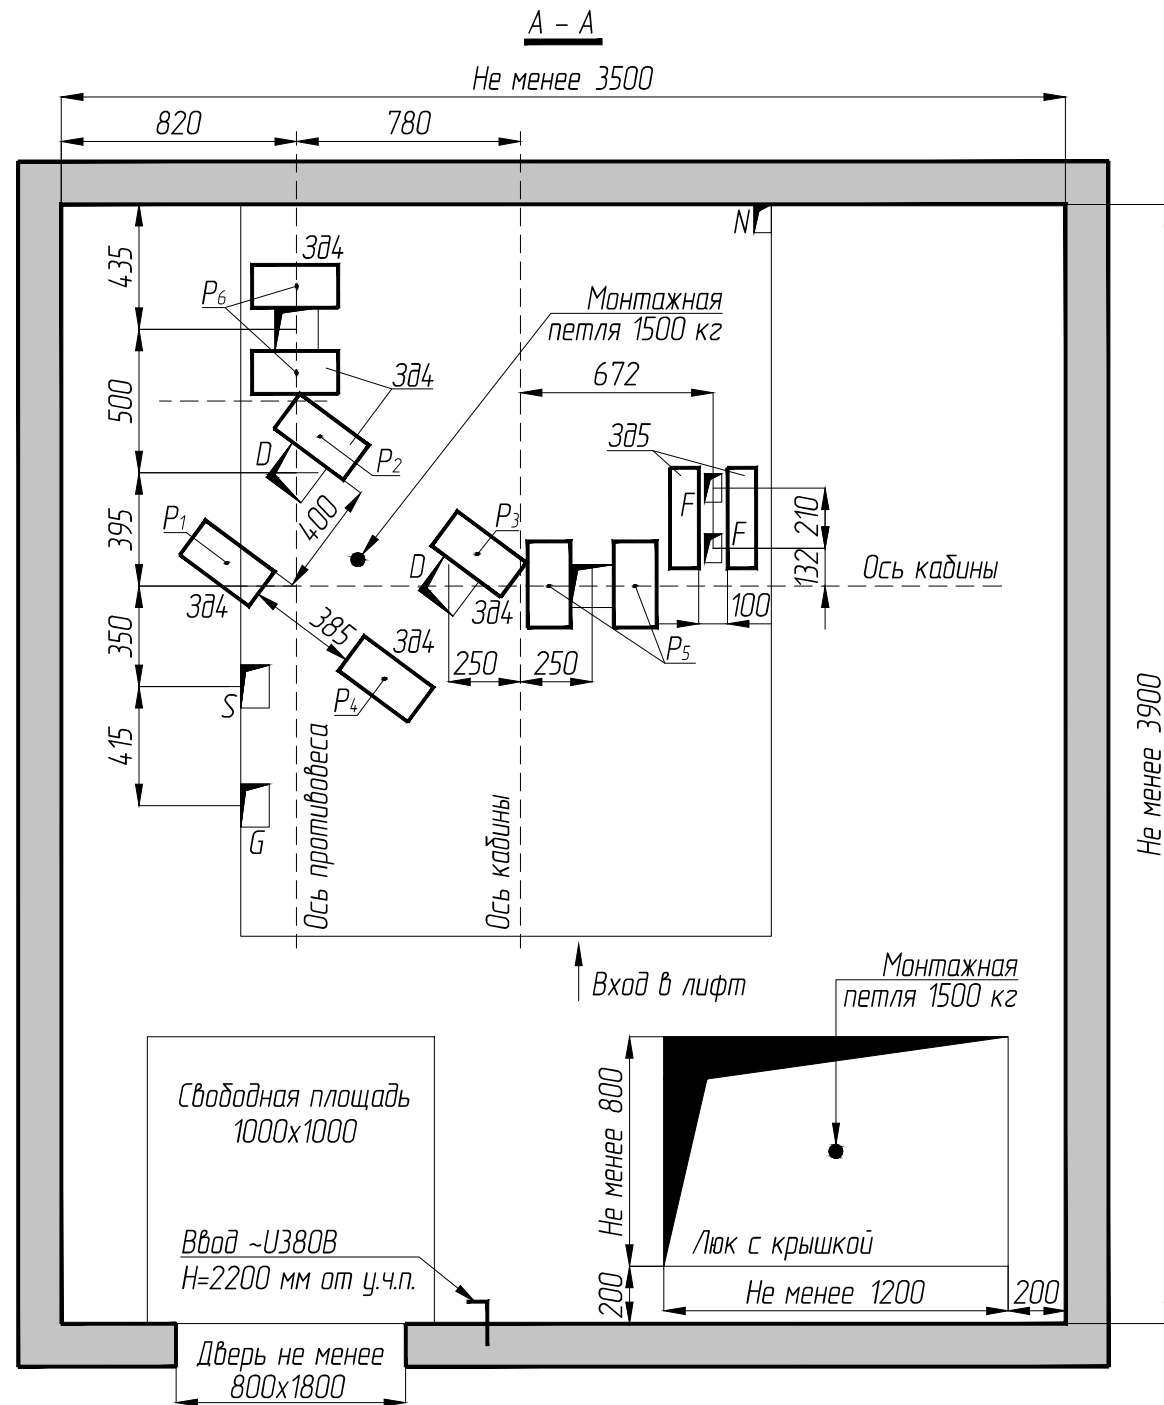 А - А
Не менее 3500
820
780
N
435
Зд4
P6
Монтажная
петля 1500 кг
672
500
Зд4
Зд5
D
P2
F
P1
400
P3
210
F
395
D
132
Ось кабины
Зд4
Зд4
100
350
385
Зд4
250
250
P5
S
P4
Не менее 3900
415
Ось противовеса
Ось кабины
G
Вход в лифт
Монтажная
петля 1500 кг
Свободная площадь
1000х1000
Не менее 800
Ввод ~U380В
Н=2200 мм от у.ч.п.
Люк с крышкой
200
Не менее 1200
200
Дверь не менее
800х1800